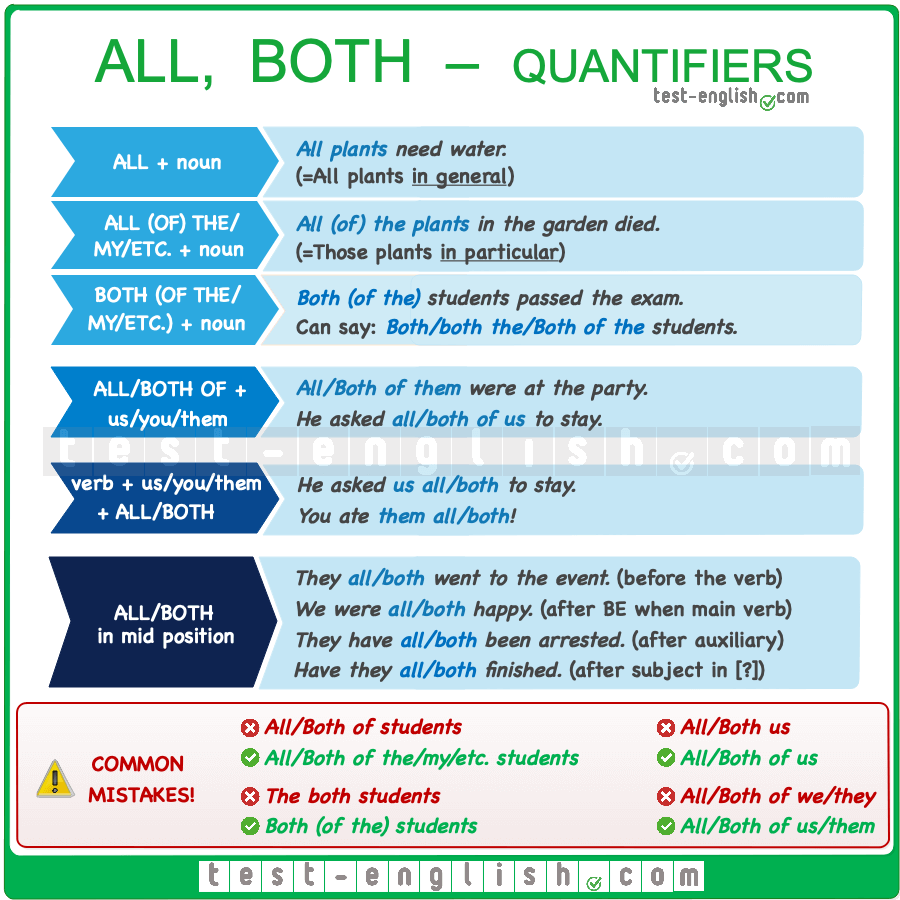 ALL, BOTH – QUANTIFIERS
test-english.com
ALL + noun
All plants need water.
(=All plants in general)
ALL (OF) THE/
MY/ETC. + noun
All (of) the plants in the garden died.
(=Those plants in particular)
BOTH (OF THE/
MY/ETC.) + noun
Both (of the) students passed the exam.
Can say: Both/both the/Both of the students.
ALL/BOTH OF +
us/you/them
All/Both of them were at the party.
He asked all/both of us to stay.
test-english.com
verb + us/you/them
+ ALL/BOTH
He asked us all/both to stay.
You ate them all/both!
ALL/BOTH
in mid position
They all/both went to the event. (before the verb)
We were all/both happy. (after BE when main verb)
They have all/both been arrested. (after auxiliary)
Have they all/both finished. (after subject in [?])
COMMON
MISTAKES!
All/Both of students
All/Both of the/my/etc. students
The both students
Both (of the) students
All/Both us
All/Both of us
All/Both of we/they
All/Both of us/them
test-english.com